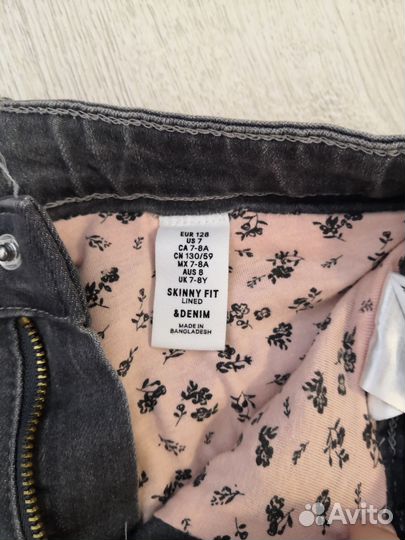 EUR 128
US 7
CA 7-8A
CN 130/59
MX 7-8A
AUS 8
UK 7-8Y
SKINNY FIT
LINED
&DENIM
MADE IN
BANGLADESH
Avito